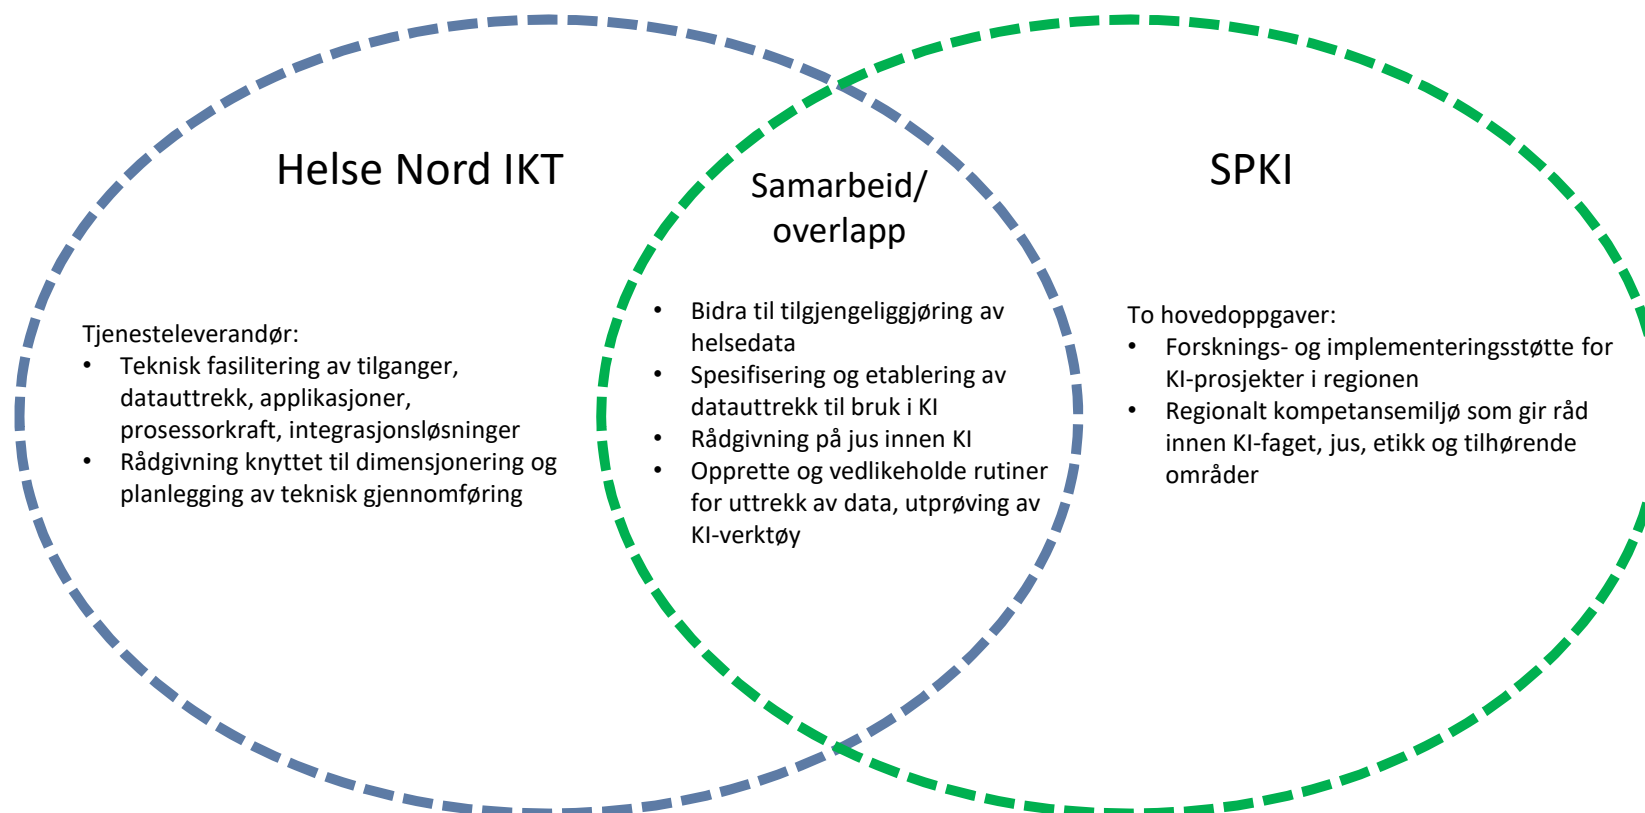 Helse Nord IKT
Tjenesteleverandør:
• Teknisk fasilitering av tilganger,
datauttrekk, applikasjoner,
prosessorkraft, integrasjonsløsninger
• Rådgivning knyttet til dimensjonering og
planlegging av teknisk gjennomføring
Samarbeid/
overlapp
• Bidra til tilgjengeliggjøring av
helsedata
• Spesifisering og etablering av
datauttrekk til bruk i KI
• Rådgivning på jus innen KI
• Opprette og vedlikeholde rutiner
for uttrekk av data, utprøving av
KI-verktøy
SPKI
To hovedoppgaver:
• Forsknings- og implementeringsstøtte for
KI-prosjekter i regionen
• Regionalt kompetansemiljø som gir råd
innen KI-faget, jus, etikk og tilhørende
områder